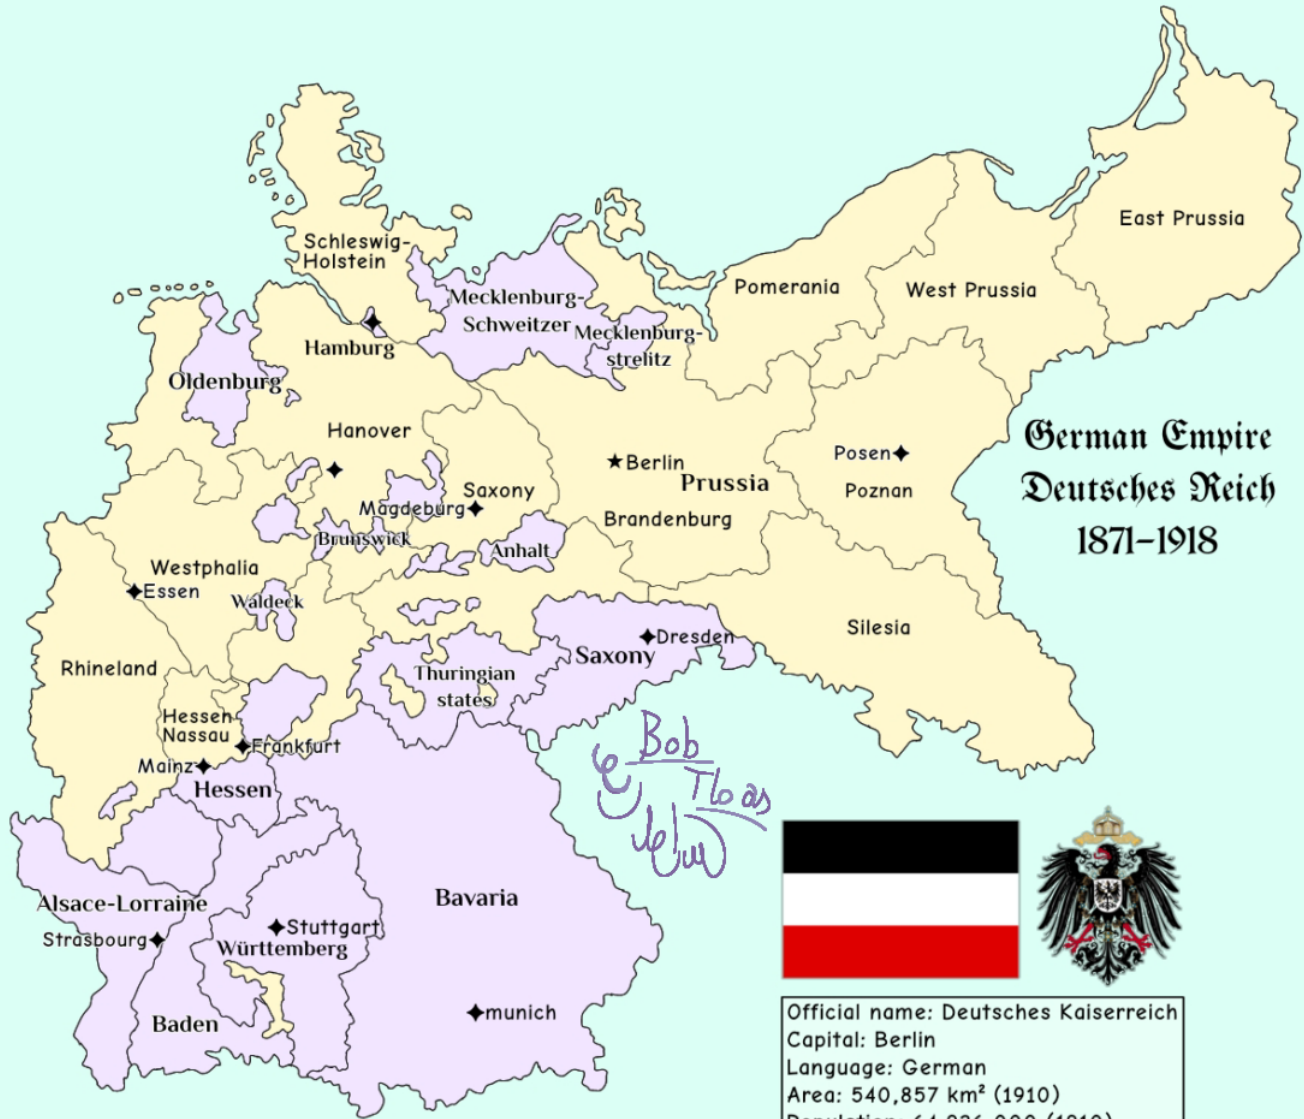 East Prussia
Schleswig-
Holstein
Pomerania
West Prussia
Mecklenburg-
Schweitzer
Mecklenburg-
strelitz
Hamburg
Oldenburg
German Empire
Deutsches Reich
1871–1918
Hanover
Posen
Berlin
Prussia
Saxony
Poznan
Magdeburg
Brandenburg
Brunswick
Anhalt
Westphalia
Essen
Waldeck
Silesia
Dresden
Saxony
Rhineland
Thuringian
states
Hessen
Nassau
Frankfurt
Mainz
Hessen
Bob
Bavaria
Alsace-Lorraine
Stuttgart
Strasbourg
Württemberg
munich
Baden
Official name: Deutsches Kaiserreich
Capital: Berlin
Language: German
Area: 540,857 km² (1910)